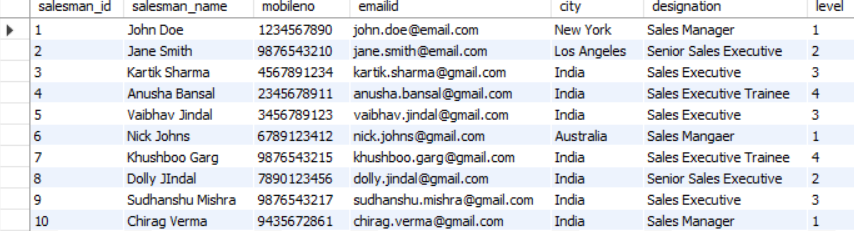 salesman_id salesman_name mobileno emailid city designation level
1 John Doe 1234567890 john.doe@email.com New York Sales Manager 1
2 Jane Smith 9876543210 jane.smith@email.com Los Angeles Senior Sales Executive 2
3 Kartik Sharma 4567891234 kartik.sharma@gmail.com India Sales Executive 3
4 Anusha Bansal 2345678911 anusha.bansal@gmail.com India Sales Executive Trainee 4
5 Vaibhav Jindal 3456789123 vaibhav.jindal@gmail.com India Sales Executive 3
6 Nick Johns 6789123412 nick.johns@gmail.com Australia Sales Mangaer 1
7 Khushboo Garg 9876543215 khushboo.garg@gmail.com India Sales Executive Trainee 4
8 Dolly JIndal 7890123456 dolly.jindal@gmail.com India Senior Sales Executive 2
9 Sudhanshu Mishra 9876543217 sudhanshu.mishra@gmail.com India Sales Executive 3
10 Chirag Verma 9435672861 chirag.verma@gmail.com India Sales Manager 1